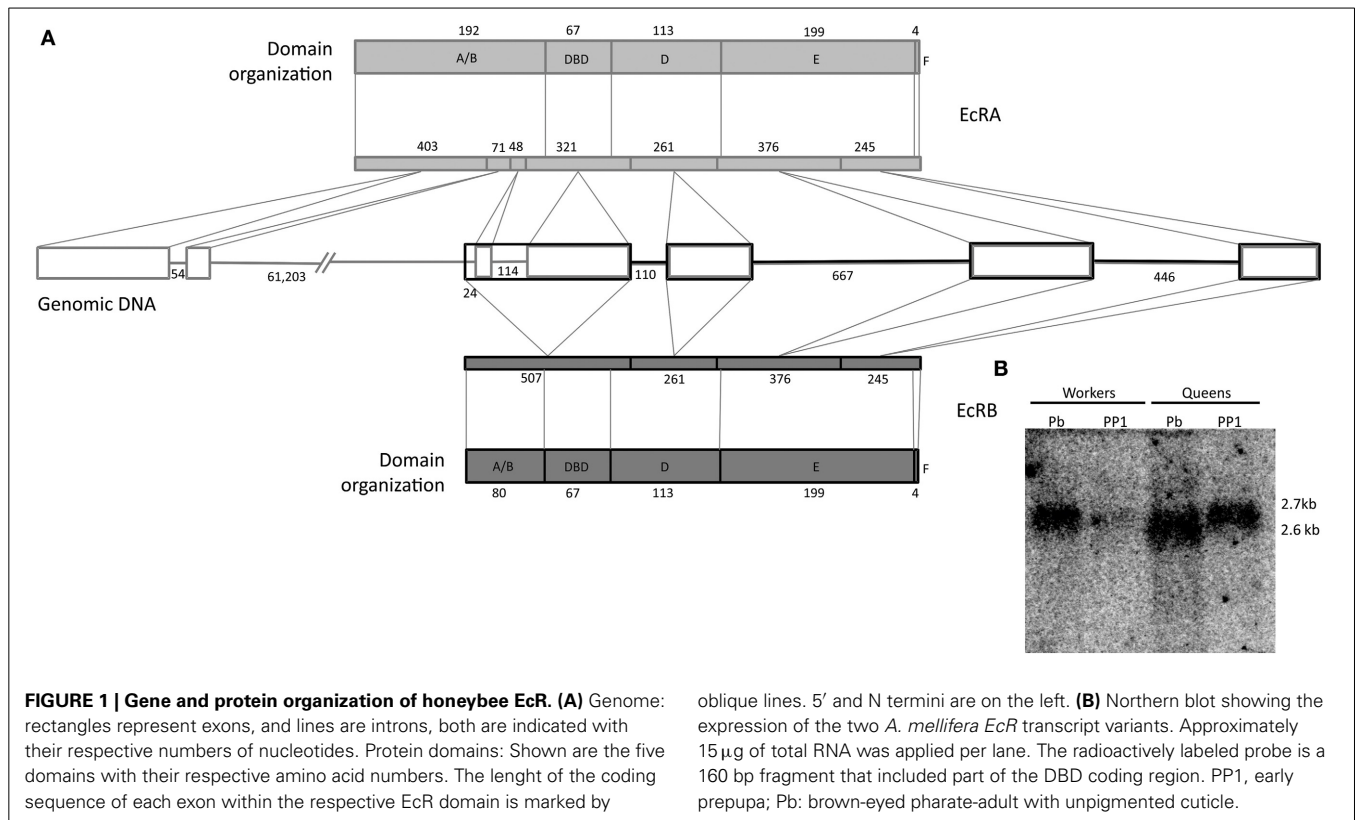 A
192 67 113 199 4
Domain
organization
A/B DBD D E F
EcRA
403 71 48 321 261 376 245
54 61,203 24 114 110 667 446
Genomic DNA
507 261 376 245
EcRB
Domain
organization
A/B DBD D E F
80 67 113 199 4
B
Workers Queens
Pb PP1 Pb PP1
2.7kb
2.6 kb
FIGURE 1 | Gene and protein organization of honeybee EcR. (A) Genome:
rectangles represent exons, and lines are introns, both are indicated with
their respective numbers of nucleotides. Protein domains: Shown are the five
domains with their respective amino acid numbers. The lenght of the coding
sequence of each exon within the respective EcR domain is marked by
oblique lines. 5′ and N termini are on the left. (B) Northern blot showing the
expression of the two A. mellifera EcR transcript variants. Approximately
15 μg of total RNA was applied per lane. The radioactively labeled probe is a
160 bp fragment that included part of the DBD coding region. PP1, early
prepupa; Pb: brown-eyed pharate-adult with unpigmented cuticle.